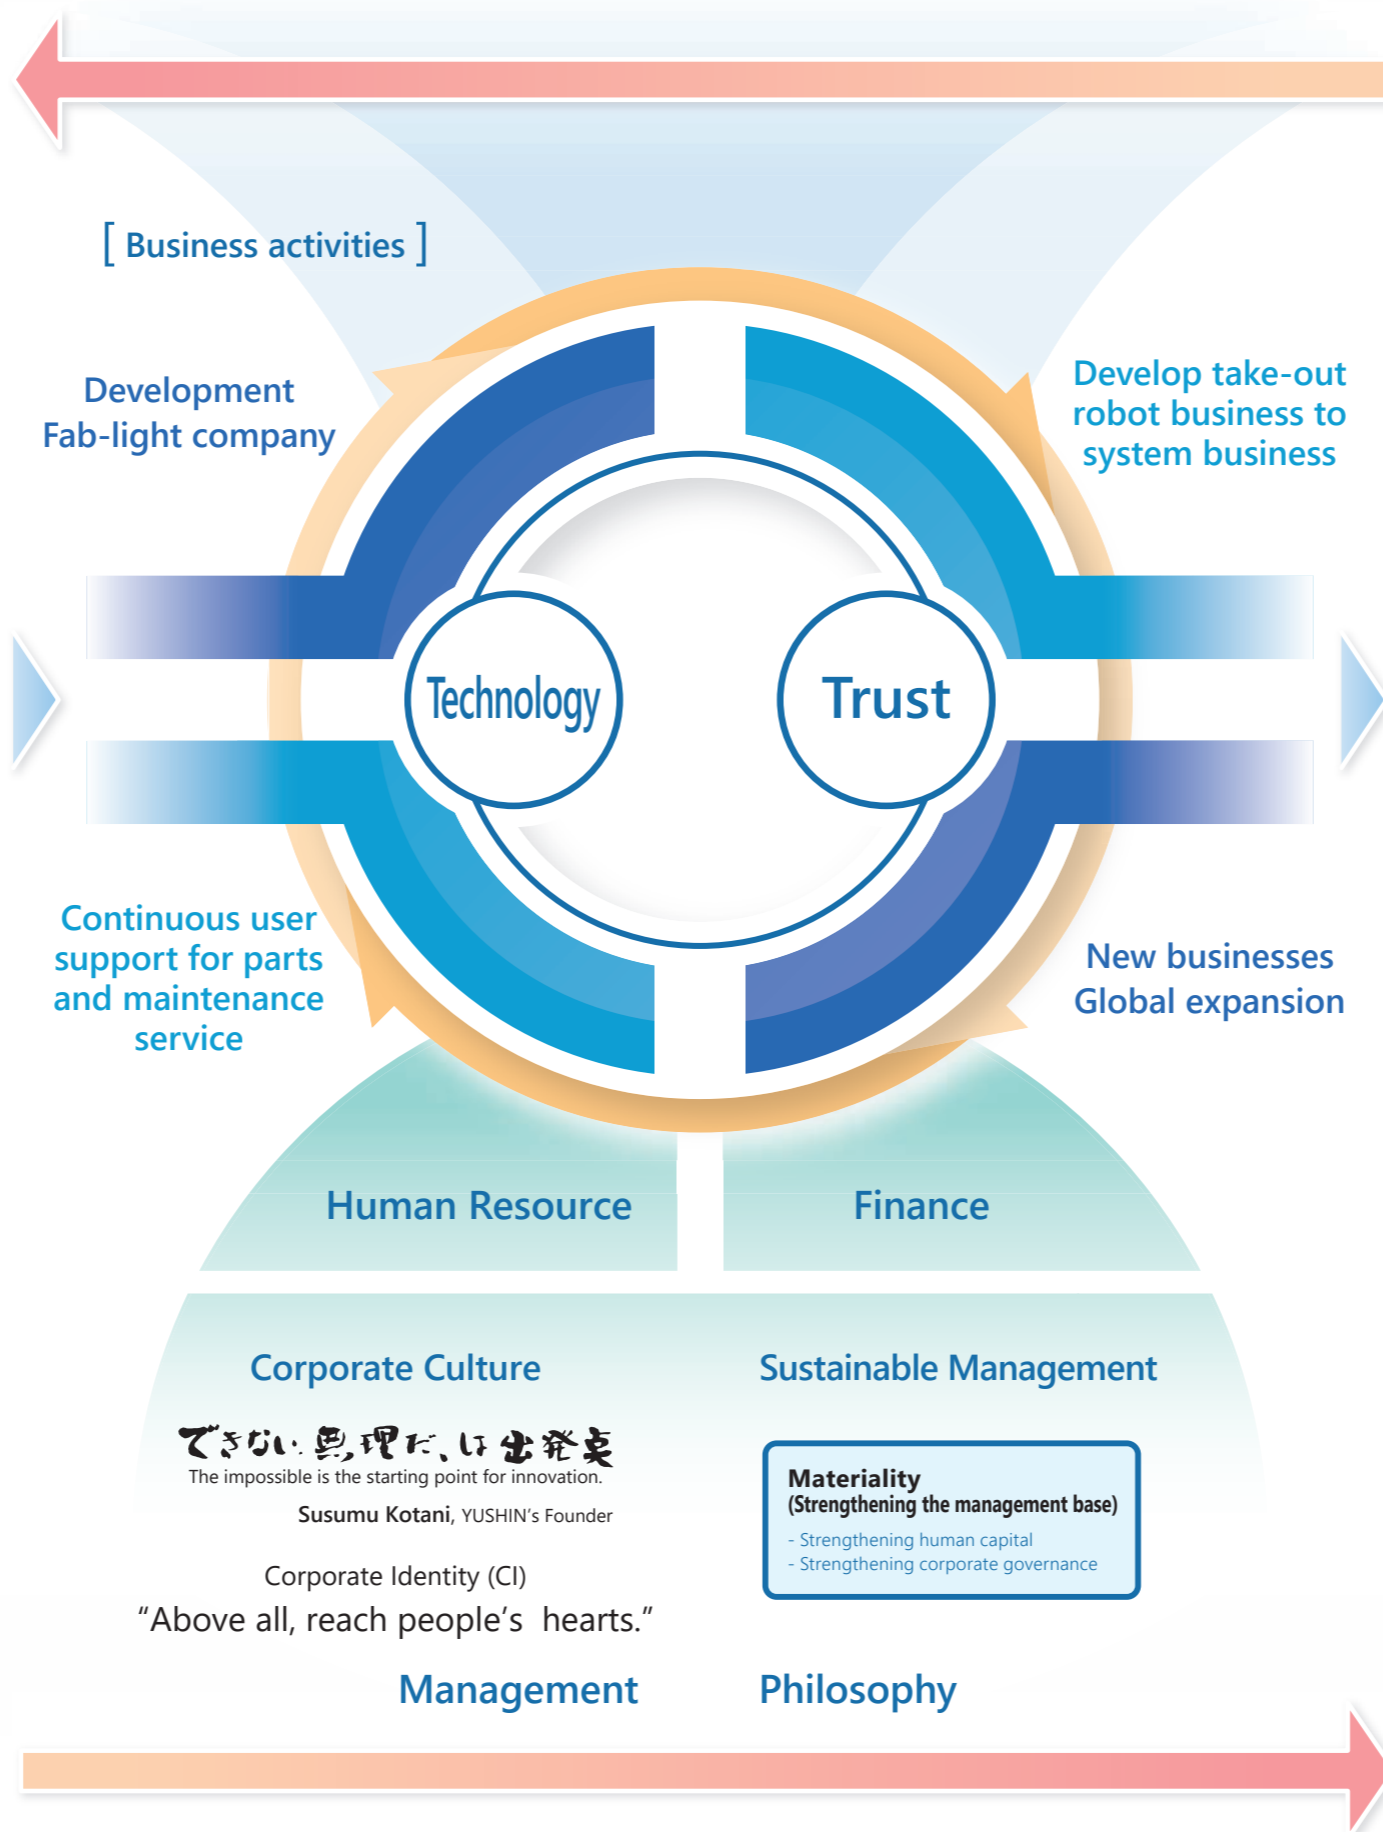 [ Business activities ]
Development
Fab-light company
Develop take-out
robot business to
system business
Technology
Trust
Continuous user
support for parts
and maintenance
service
New businesses
Global expansion
Human Resource
Finance
Corporate Culture
できない.無理だ、は出発点
The impossible is the starting point for innovation.
Susumu Kotani, YUSHIN's Founder
Corporate Identity (CI)
“Above all, reach people’s hearts.”
Sustainable Management
Materiality
(Strengthening the management base)
- Strengthening human capital
- Strengthening corporate governance
Management Philosophy